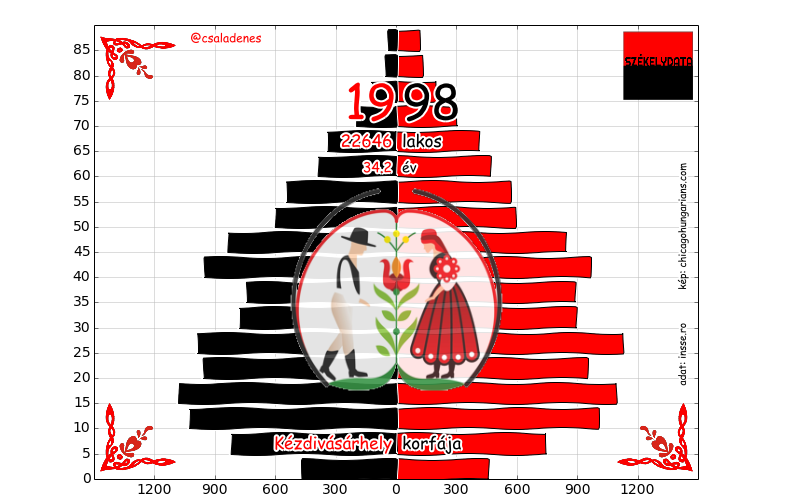 @csaladenes
SZÉKELYDATA
1998
22646 lakos
34.2 év
kép: chicagohungarians.com
adat: insse.ro
Kézdivásárhely korfája
85
80
75
70
65
60
55
50
45
40
35
30
25
20
15
10
5
0
1200 900 600 300 0 300 600 900 1200